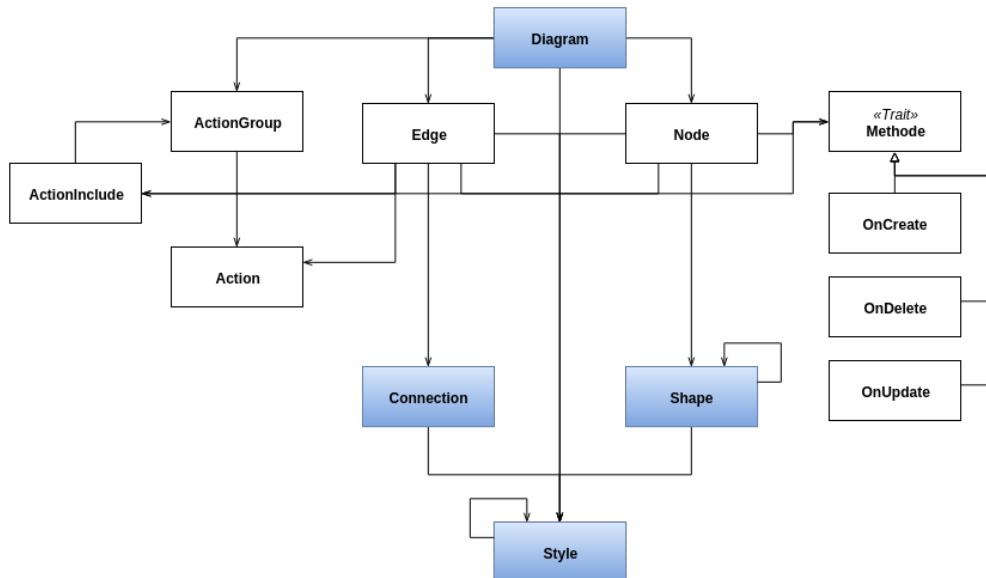 Diagram
ActionGroup
Edge
Node
«Trait»
Methode
ActionInclude
OnCreate
Action
OnDelete
Connection
Shape
OnUpdate
Style